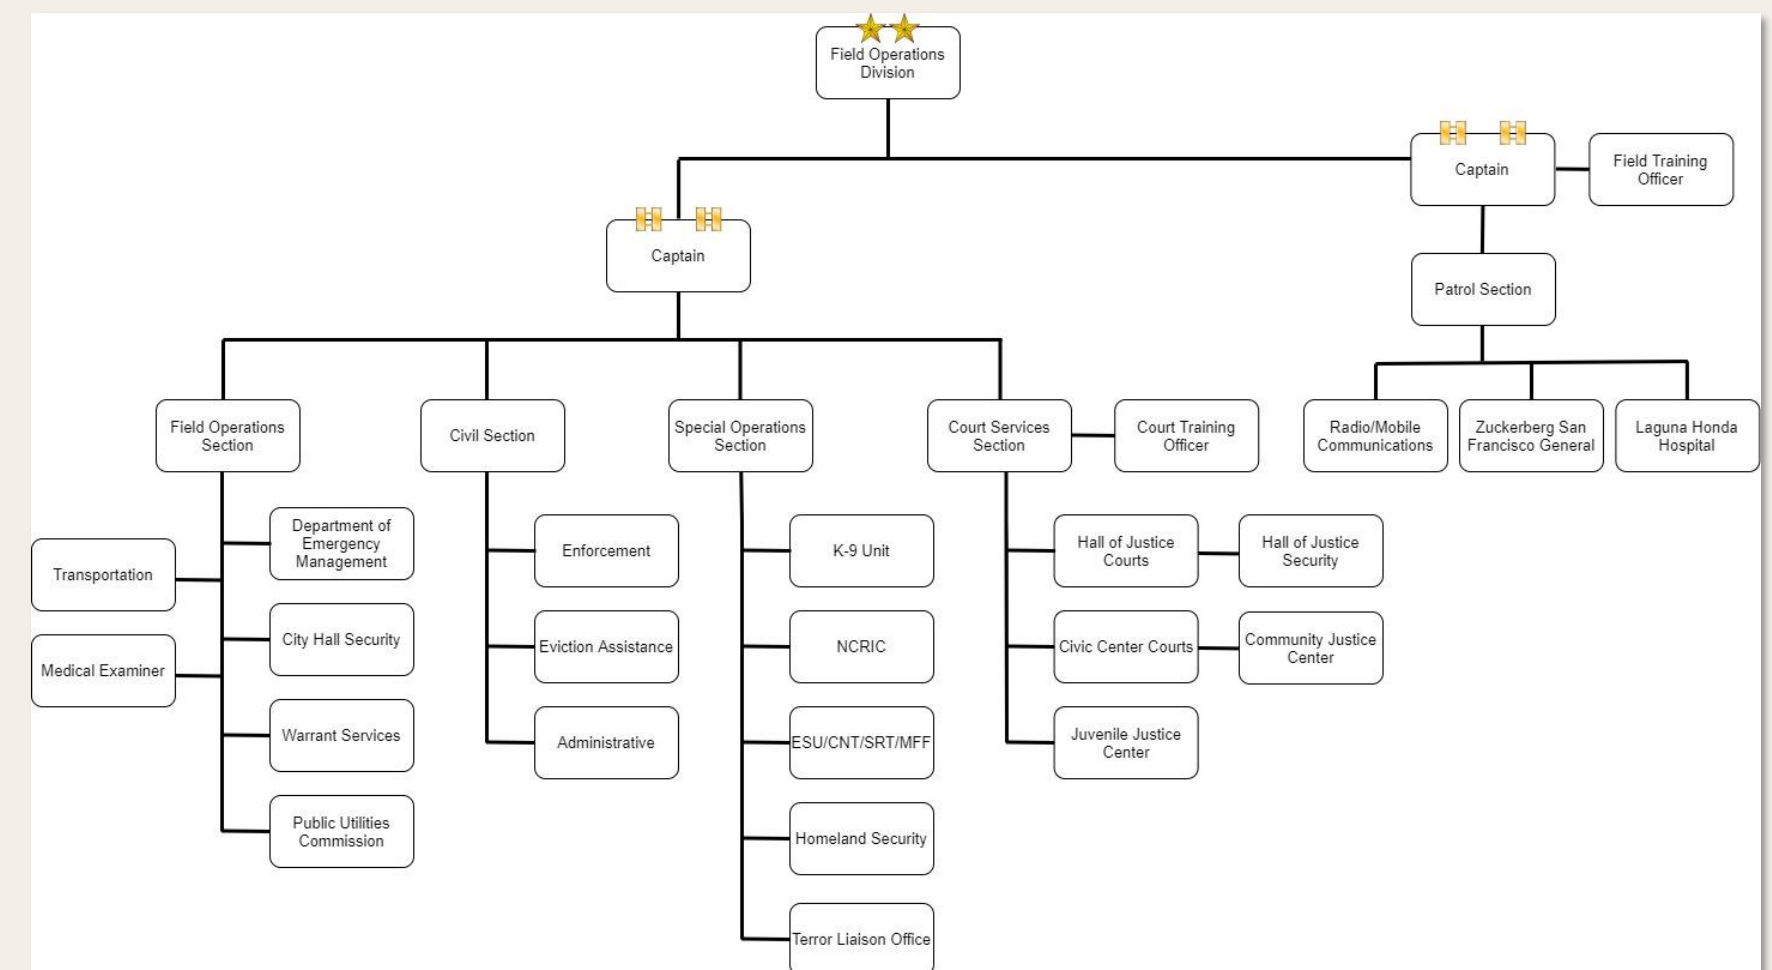 Field Operations
Division
Captain
Field Training
Officer
Captain
Patrol Section
Field Operations
Section
Civil Section
Special Operations
Section
Court Services
Section
Court Training
Officer
Radio/Mobile
Communications
Zuckerberg San
Francisco General
Laguna Honda
Hospital
Transportation
Medical Examiner
Department of
Emergency
Management
City Hall Security
Warrant Services
Public Utilities
Commission
Enforcement
Eviction Assistance
Administrative
K-9 Unit
NCRIC
ESU/CNT/SRT/MFF
Homeland Security
Terror Liaison Office
Hall of Justice
Courts
Hall of Justice
Security
Civic Center Courts
Community Justice
Center
Juvenile Justice
Center